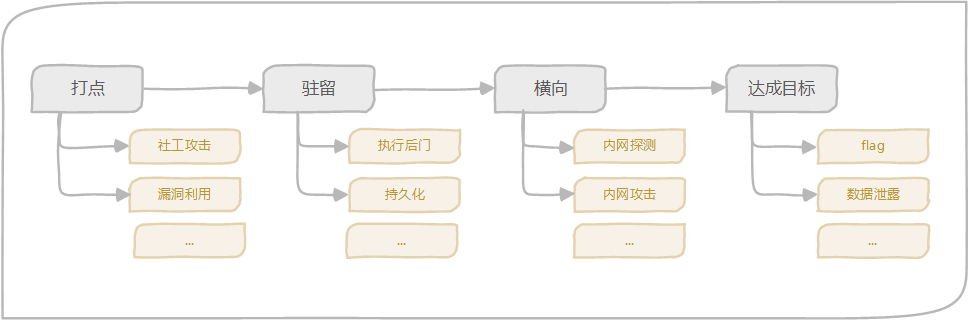 打点
驻留
横向
达成目标
社工攻击
执行后门
内网探测
flag
漏洞利用
持久化
内网攻击
数据泄露
...
...
...
...